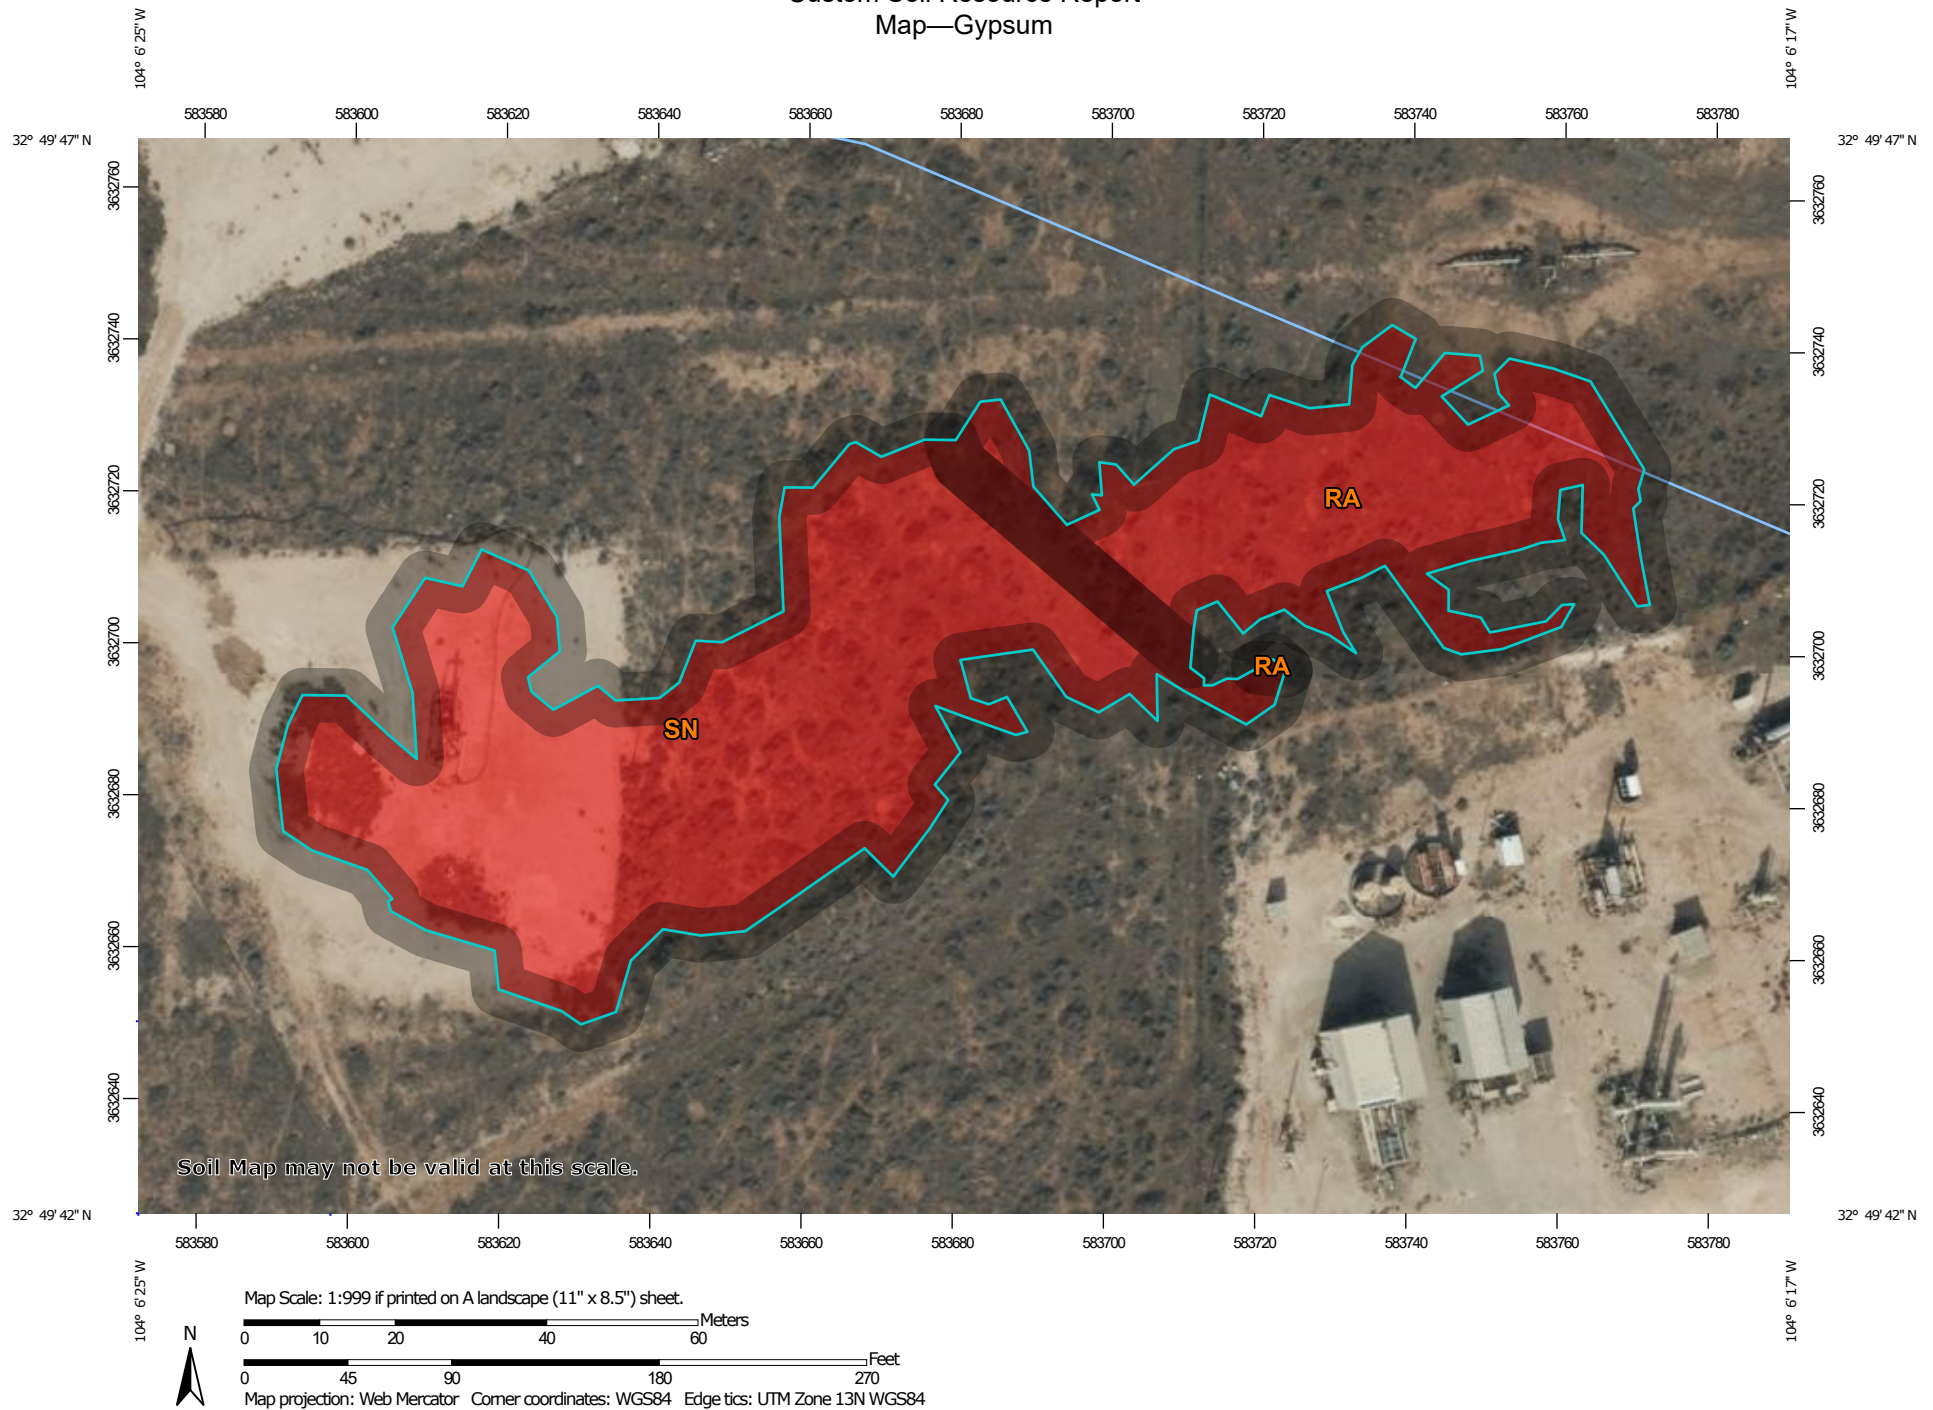 Custom Soil Resource Report
Map—Gypsum
104° 6' 25'' W
104° 6' 17'' W
583580 583600 583620 583640 583660 583680 583700 583720 583740 583760 583780
32° 49' 47'' N
32° 49' 47'' N
3632760
3632760
3632740
3632740
3632720
3632720
RA
3632700
3632700
RA
SN
3632680
3632680
3632660
3632660
3632640
3632640
Soil Map may not be valid at this scale.
32° 49' 42'' N
32° 49' 42'' N
583580 583600 583620 583640 583660 583680 583700 583720 583740 583760 583780
104° 6' 25'' W
104° 6' 17'' W
Map Scale: 1:999 if printed on A landscape (11" x 8.5") sheet.
Meters
0 10 20 40 60
N
Feet
0 45 90 180 270
Map projection: Web Mercator Corner coordinates: WGS84 Edge tics: UTM Zone 13N WGS84